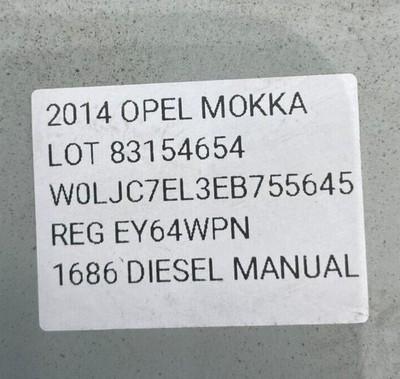 2014 OPEL MOKKA
LOT 83154654
W0LJC7EL3EB755645
REG EY64WPN
1686 DIESEL MANUAL